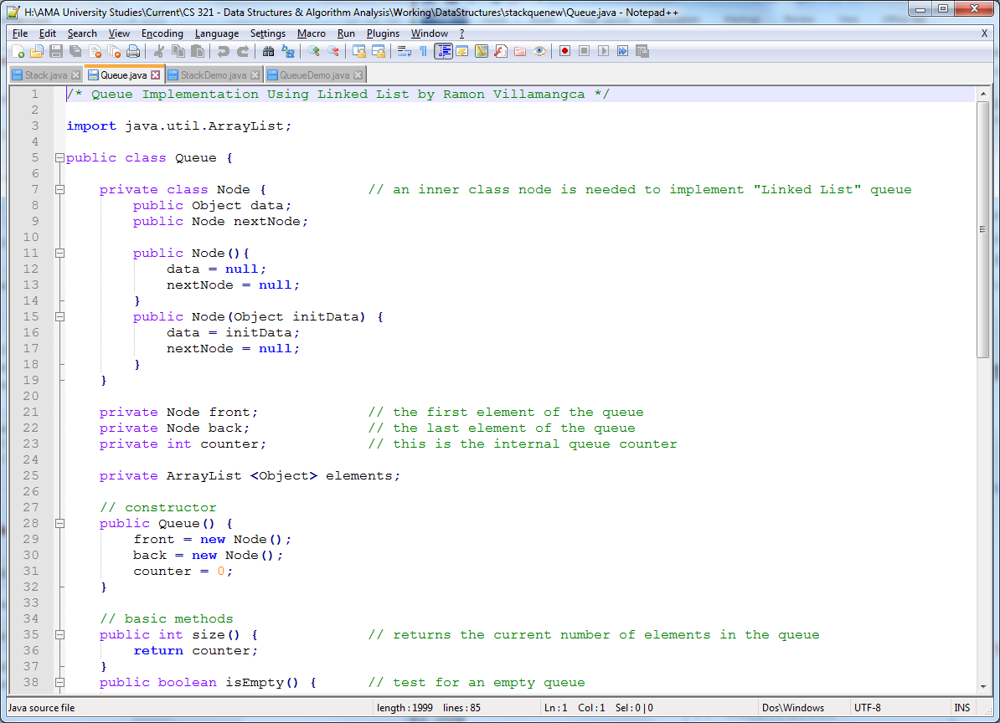 H:\AMA University Studies\Current\CS 321 - Data Structures & Algorithm Analysis\Working\DataStructures\stackquenew\Queue.java - Notepad++
File Edit Search View Encoding Language Settings Macro Run Plugins Window ? X
Stack.java Queue.java StackDemo.java QueueDemo.java
1 /* Queue Implementation Using Linked List by Ramon Villamangca */
2
3 import java.util.ArrayList;
4
5 public class Queue {
6
7 private class Node { // an inner class node is needed to implement "Linked List" queue
8 public Object data;
9 public Node nextNode;
10
11 public Node(){
12 data = null;
13 nextNode = null;
14 }
15 public Node(Object initData) {
16 data = initData;
17 nextNode = null;
18 }
19 }
20
21 private Node front; // the first element of the queue
22 private Node back; // the last element of the queue
23 private int counter; // this is the internal queue counter
24
25 private ArrayList <Object> elements;
26
27 // constructor
28 public Queue() {
29 front = new Node();
30 back = new Node();
31 counter = 0;
32 }
33
34 // basic methods
35 public int size() { // returns the current number of elements in the queue
36 return counter;
37 }
38 public boolean isEmpty() { // test for an empty queue
Java source file length : 1999 lines : 85 Ln : 1 Col : 1 Sel : 0 | 0 Dos\Windows UTF-8 INS